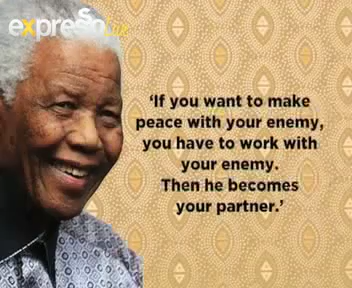 expresso
'If you want to make
peace with your enemy,
you have to work with
your enemy.
Then he becomes
your partner.'